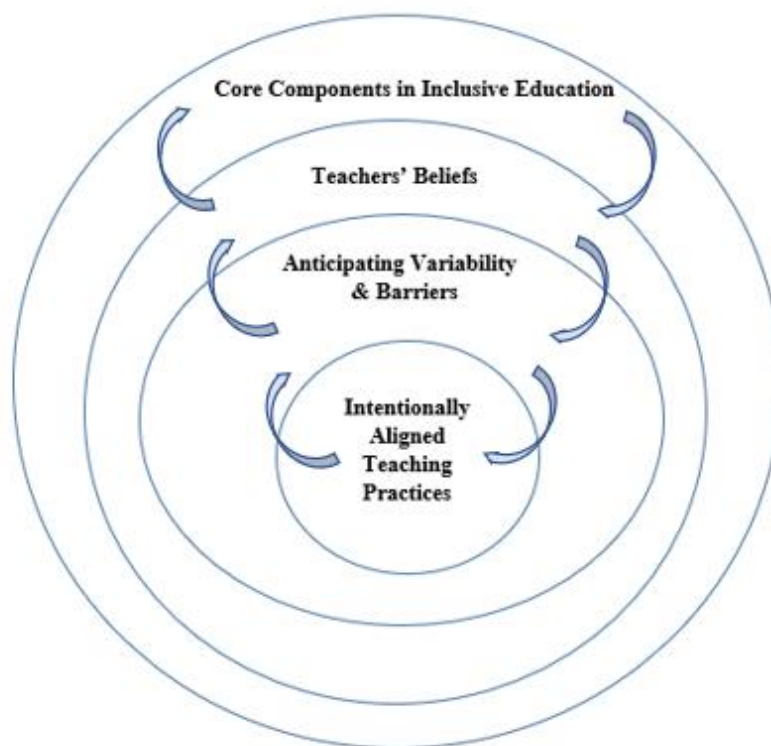 Core Components in Inclusive Education
Teachers’ Beliefs
Anticipating Variability
& Barriers
Intentionally
Aligned
Teaching
Practices